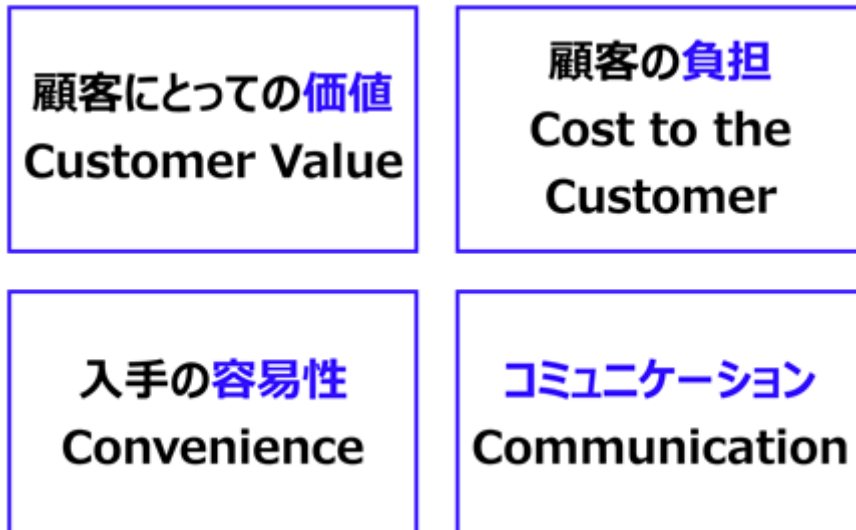 顧客にとっての価値
Customer Value
顧客の負担
Cost to the
Customer
入手の容易性
Convenience
コミュニケーション
Communication